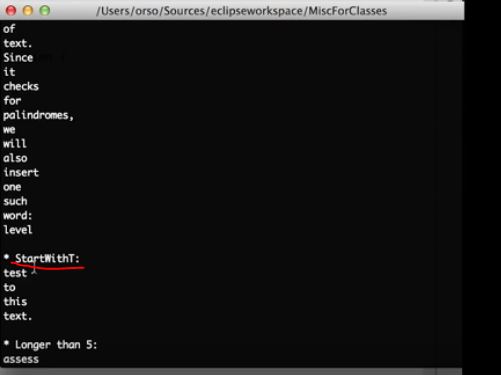 /Users/orso/Sources/eclipseworkspace/MiscForClasses
of
text.
Since
it
checks
for
palindromes,
we
will
also
insert
one
such
word:
level
* StartWithT:
test
to
this
text.
* Longer than 5:
assess